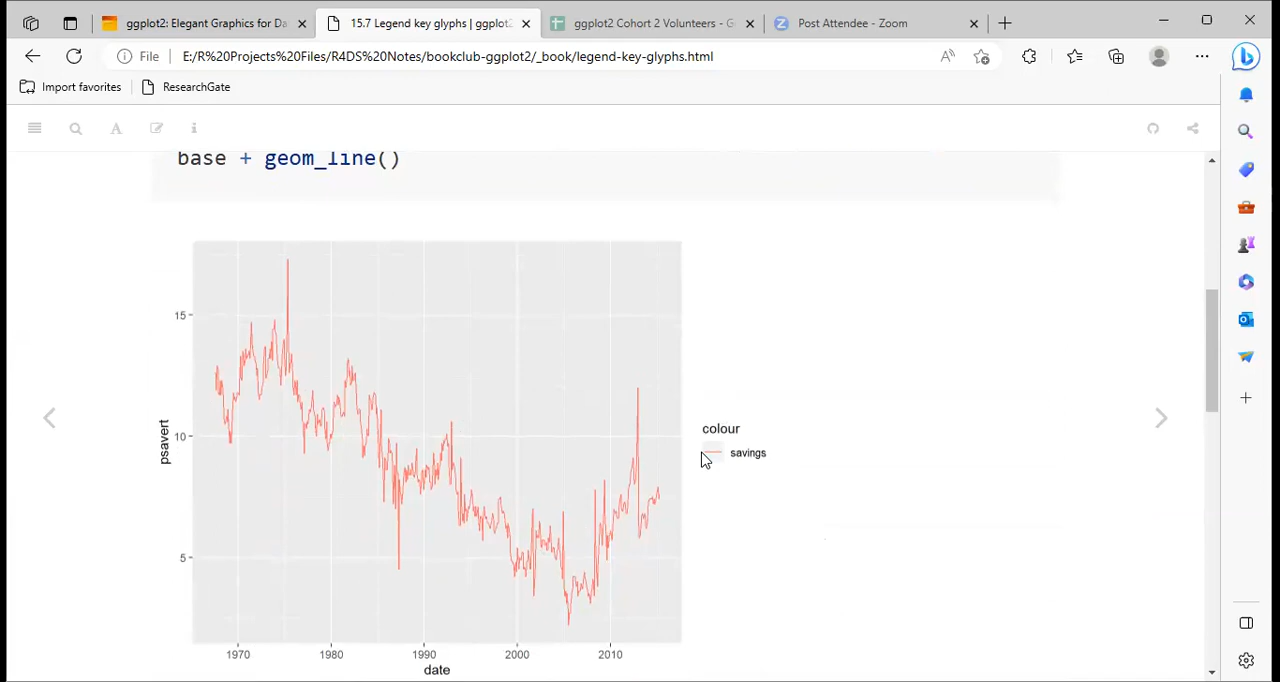 ggplot2: Elegant Graphics for Da
15.7 Legend key glyphs | ggplot2
ggplot2 Cohort 2 Volunteers - G
Post Attendee - Zoom
File
E:/R%20Projects%20Files/R4DS%20Notes/bookclub-ggplot2/_book/legend-key-glyphs.html
Import favorites
ResearchGate
base + geom_line()
15
10
5
psavert
1970 1980 1990 2000 2010
date
colour
savings